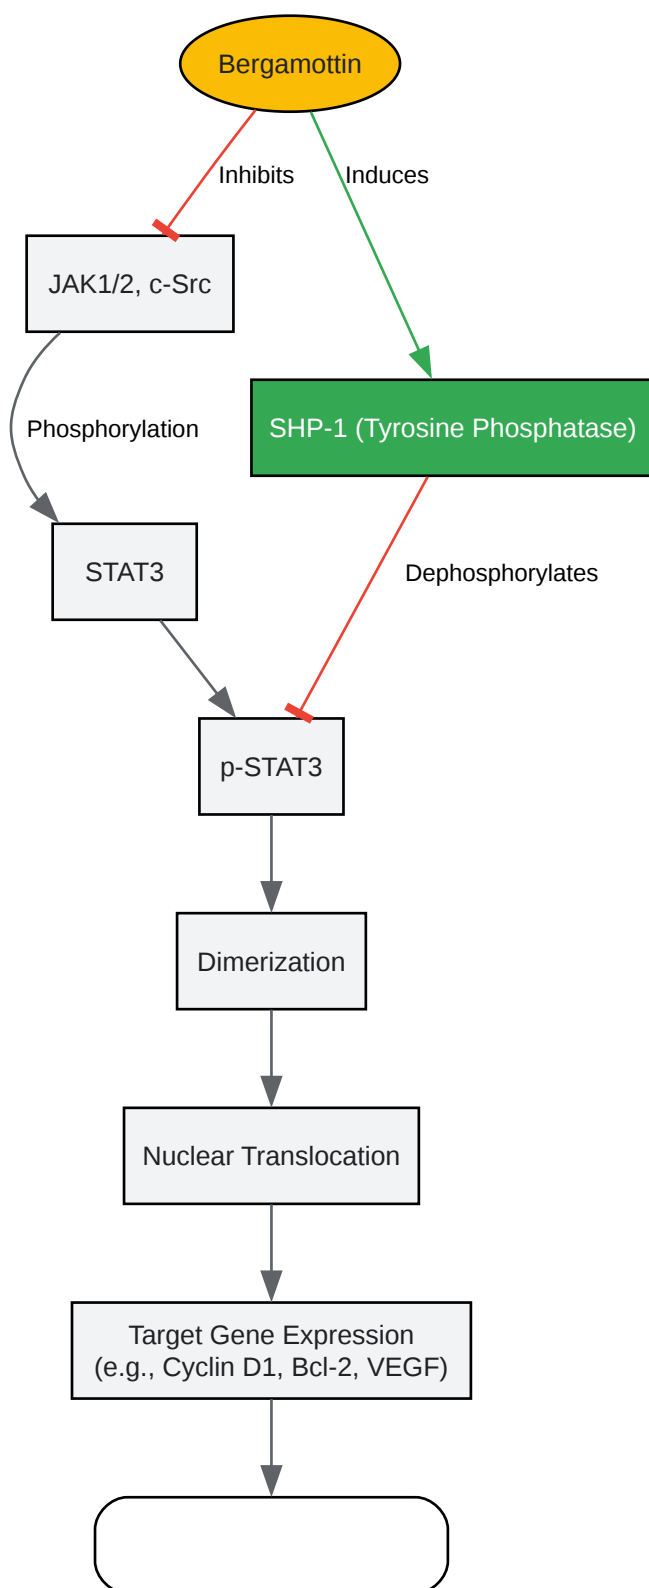 Bergamottin
Inhibits
Induces
JAK1/2, c-Src
SHP-1 (Tyrosine Phosphatase)
Phosphorylation
STAT3
Dephosphorylates
p-STAT3
Dimerization
Nuclear Translocation
Target Gene Expression
(e.g., Cyclin D1, Bcl-2, VEGF)